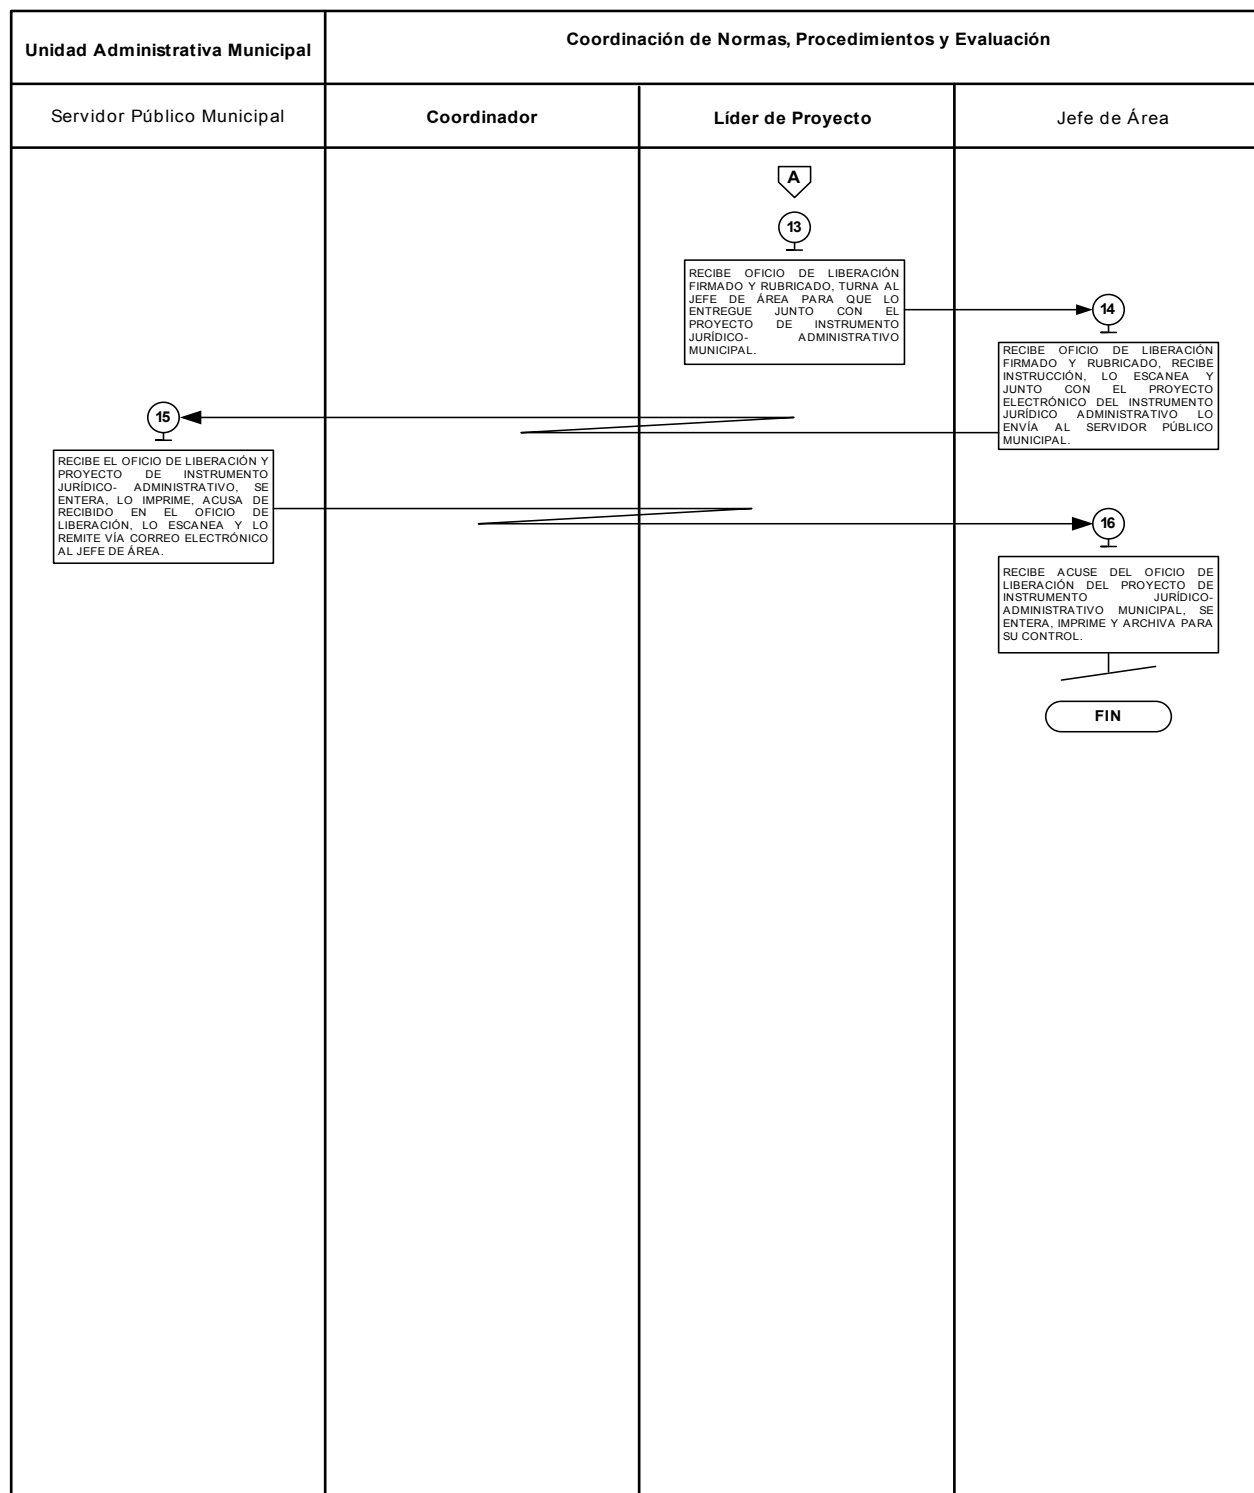 Unidad Administrativa Municipal
Coordinación de Normas, Procedimientos y Evaluación
Servidor Público Municipal
Coordinador
Líder de Proyecto
Jefe de Área
A
13
RECIBE OFICIO DE LIBERACIÓN
FIRMADO Y RUBRICADO, TURNA AL
JEFE DE ÁREA PARA QUE LO
ENTREGUE JUNTO CON EL
PROYECTO DE INSTRUMENTO
JURÍDICO- ADMINISTRATIVO
MUNICIPAL.
14
RECIBE OFICIO DE LIBERACIÓN
FIRMADO Y RUBRICADO, RECIBE
INSTRUCCIÓN, LO ESCANEA Y
JUNTO CON EL PROYECTO
ELECTRÓNICO DEL INSTRUMENTO
JURÍDICO ADMINISTRATIVO LO
ENVÍA AL SERVIDOR PÚBLICO
MUNICIPAL.
15
RECIBE EL OFICIO DE LIBERACIÓN Y
PROYECTO DE INSTRUMENTO
JURÍDICO- ADMINISTRATIVO, SE
ENTERA, LO IMPRIME, ACUSA DE
RECIBIDO EN EL OFICIO DE
LIBERACIÓN, LO ESCANEA Y LO
REMITE VÍA CORREO ELECTRÓNICO
AL JEFE DE ÁREA.
16
RECIBE ACUSE DEL OFICIO DE
LIBERACIÓN DEL PROYECTO DE
INSTRUMENTO JURÍDICO-
ADMINISTRATIVO MUNICIPAL, SE
ENTERA, IMPRIME Y ARCHIVA PARA
SU CONTROL.
FIN